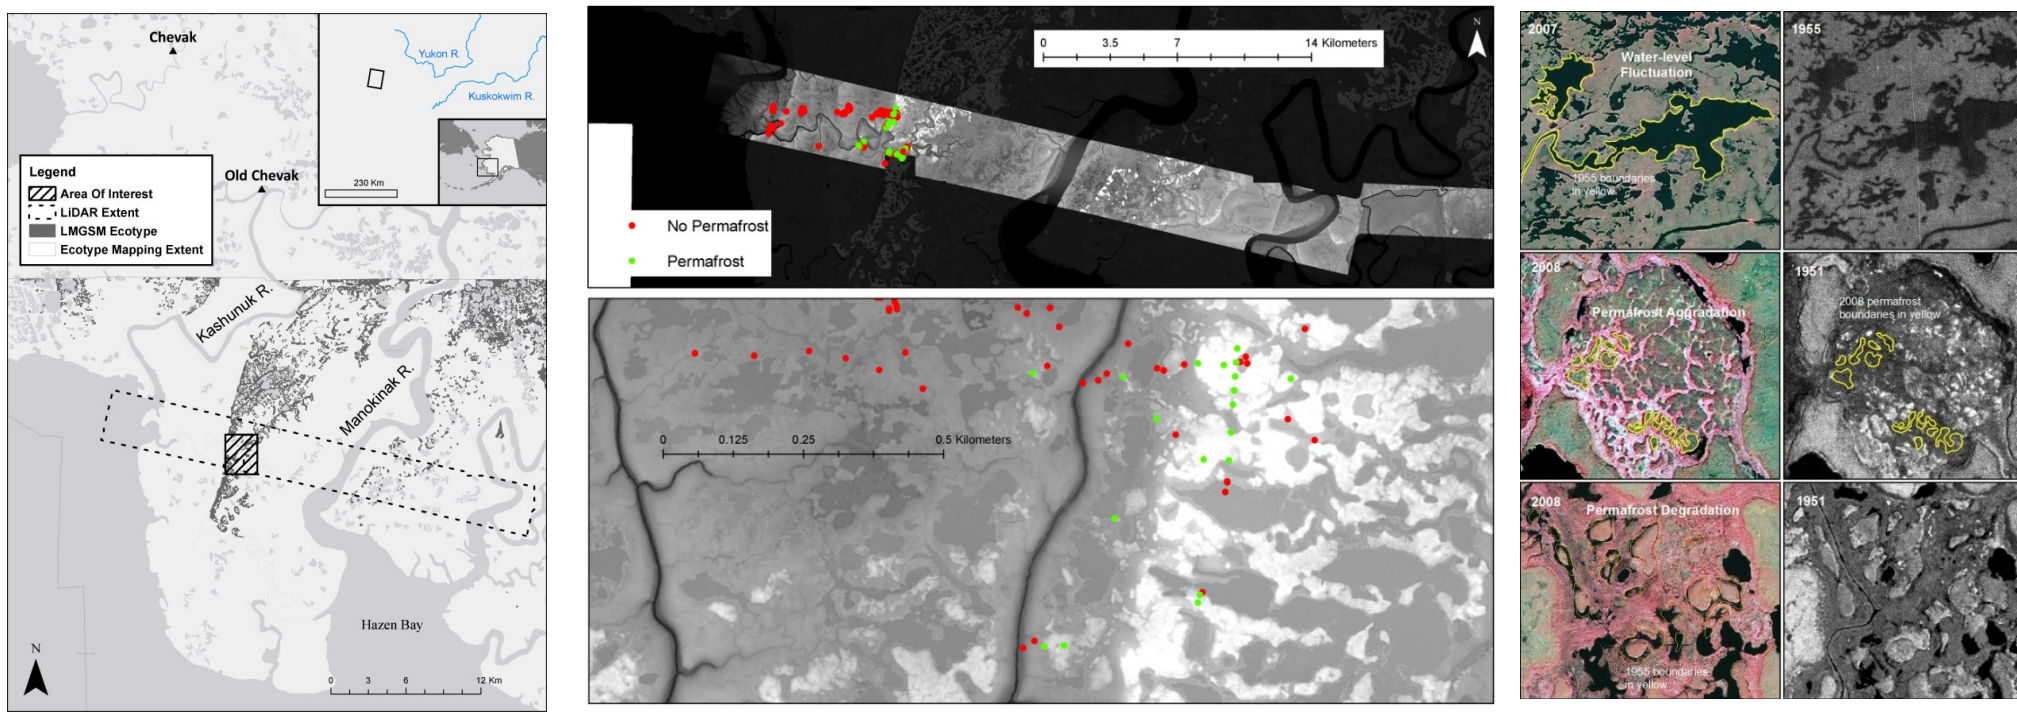 Chevak
Old Chevak
Yukon R.
Kuskokwim R.
230 Km
Legend
Area Of Interest
LiDAR Extent
LMGSM Ecotype
Ecotype Mapping Extent
Kashunuk R.
Manokinak R.
Hazen Bay
N
0 3 6 12 Km
0 3.5 7 14 Kilometers
N
No Permafrost
Permafrost
0 0.125 0.25 0.5 Kilometers
2007
Water-level
Fluctuation
1955 boundaries
in yellow
1955
2008
Permafrost Aggradation
1951
2008 permafrost
boundaries in yellow
2008
Permafrost Degradation
1955 boundaries
in yellow
1951